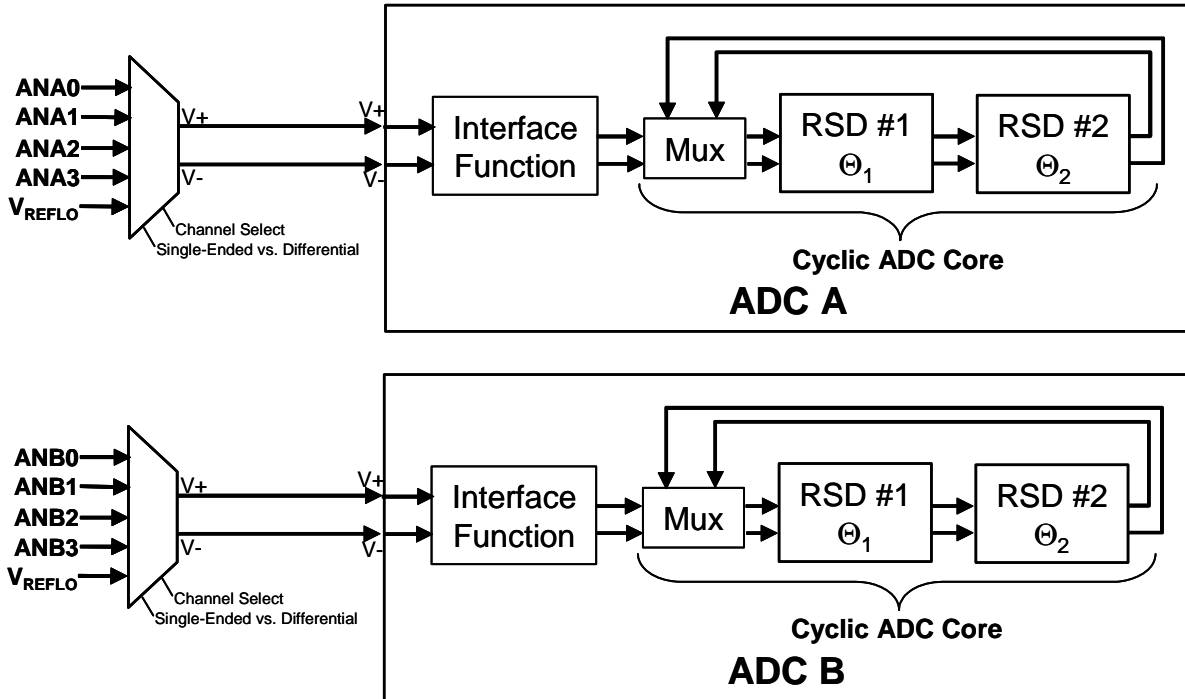 ANA0
ANA1
ANA2
ANA3
VREFLO
V+
V-
Channel Select
Single-Ended vs. Differential
V+
V-
Interface
Function
Mux
RSD #1
Θ1
RSD #2
Θ2
Cyclic ADC Core
ADC A
ANB0
ANB1
ANB2
ANB3
VREFLO
V+
V-
Channel Select
Single-Ended vs. Differential
V+
V-
Interface
Function
Mux
RSD #1
Θ1
RSD #2
Θ2
Cyclic ADC Core
ADC B